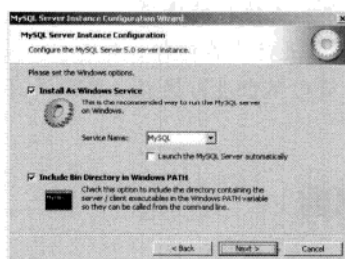 MySQL Server Instance Configuration Wizard
MySQL Server Instance Configuration
Configure the MySQL Server 5.0 server instance.
Please set the Windows options.
Install As Windows Service
This is the recommended way to run the MySQL server
on Windows.
Service Name: MySQL
Launch the MySQL Server automatically
Include Bin Directory in Windows PATH
Check this option to include the directory containing the
server / client executables in the Windows PATH variable
so they can be called from the command line.
< Back Next > Cancel